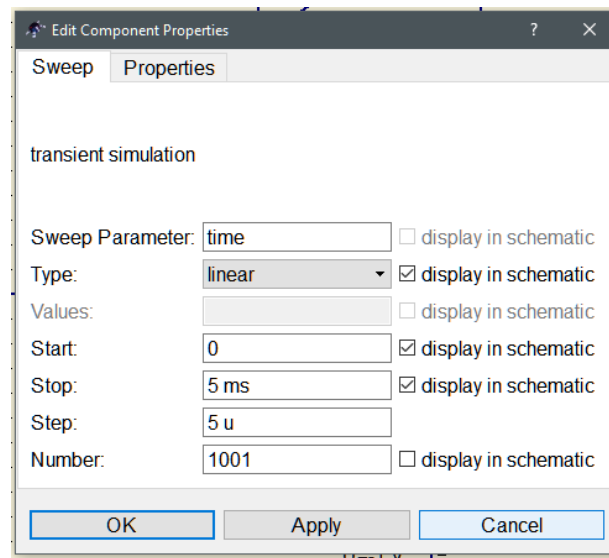 Edit Component Properties ? ×
Sweep Properties
transient simulation
Sweep Parameter: time display in schematic
Type: linear display in schematic
Values: display in schematic
Start: 0 display in schematic
Stop: 5 ms display in schematic
Step: 5 u
Number: 1001 display in schematic
OK Apply Cancel